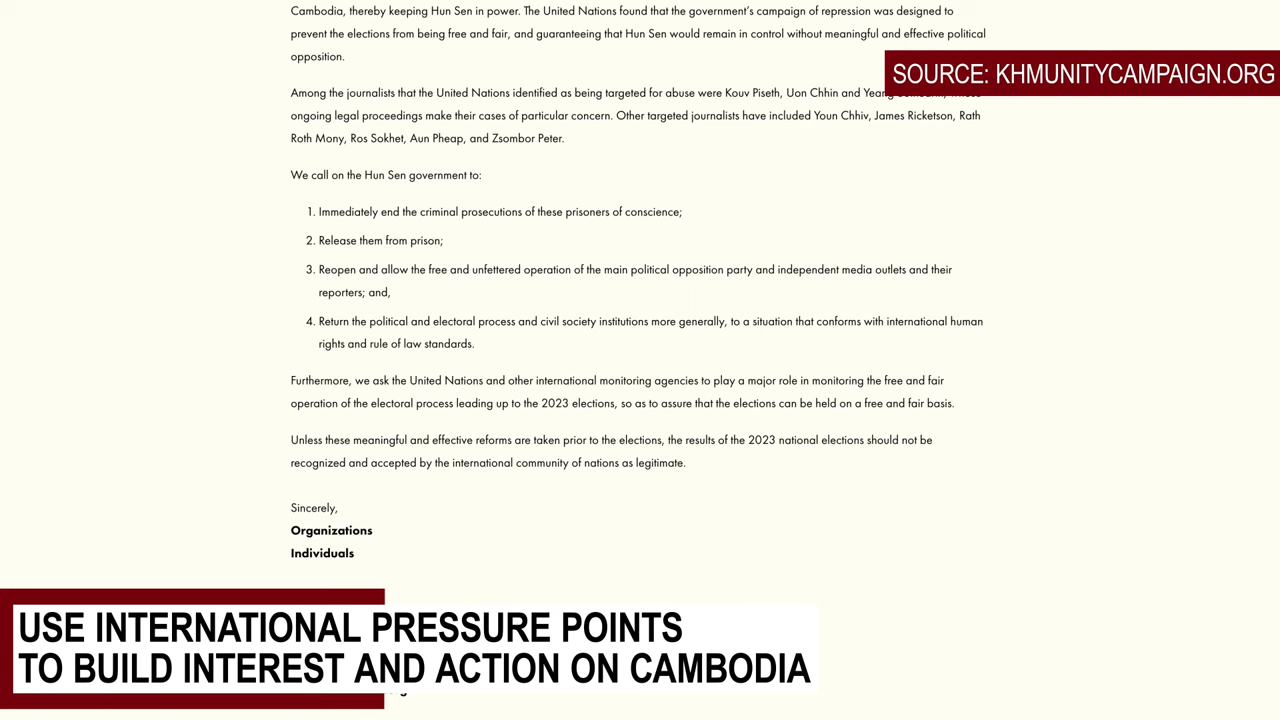 Cambodia, thereby keeping Hun Sen in power. The United Nations found that the government's campaign of repression was designed to
prevent the elections from being free and fair, and guaranteeing that Hun Sen would remain in control without meaningful and effective political
opposition.
SOURCE: KHMUNITYCAMPAIGN.ORG
Among the journalists that the United Nations identified as being targeted for abuse were Kouv Piseth, Uon Chhin and
ongoing legal proceedings make their cases of particular concern. Other targeted journalists have included Youn Chhiv, James Ricketson, Rath
Roth Mony, Ros Sokhet, Aun Pheap, and Zsombor Peter.
We call on the Hun Sen government to:
1. Immediately end the criminal prosecutions of these prisoners of conscience;
2. Release them from prison;
3. Reopen and allow the free and unfettered operation of the main political opposition party and independent media outlets and their
reporters; and,
4. Return the political and electoral process and civil society institutions more generally, to a situation that conforms with international human
rights and rule of law standards.
Furthermore, we ask the United Nations and other international monitoring agencies to play a major role in monitoring the free and fair
operation of the electoral process leading up to the 2023 elections, so as to assure that the elections can be held on a free and fair basis.
Unless these meaningful and effective reforms are taken prior to the elections, the results of the 2023 national elections should not be
recognized and accepted by the international community of nations as legitimate.
Sincerely,
Organizations
Individuals
USE INTERNATIONAL PRESSURE POINTS
TO BUILD INTEREST AND ACTION ON CAMBODIA